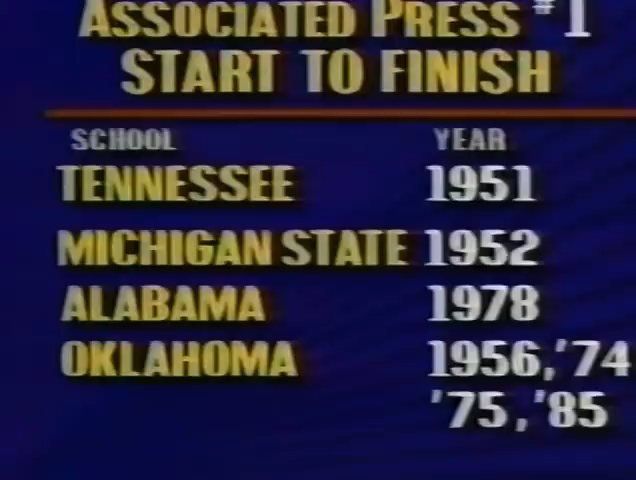 ASSOCIATED PRESS #1
START TO FINISH
SCHOOL YEAR
TENNESSEE 1951
MICHIGAN STATE 1952
ALABAMA 1978
OKLAHOMA 1956,'74
'75,'85